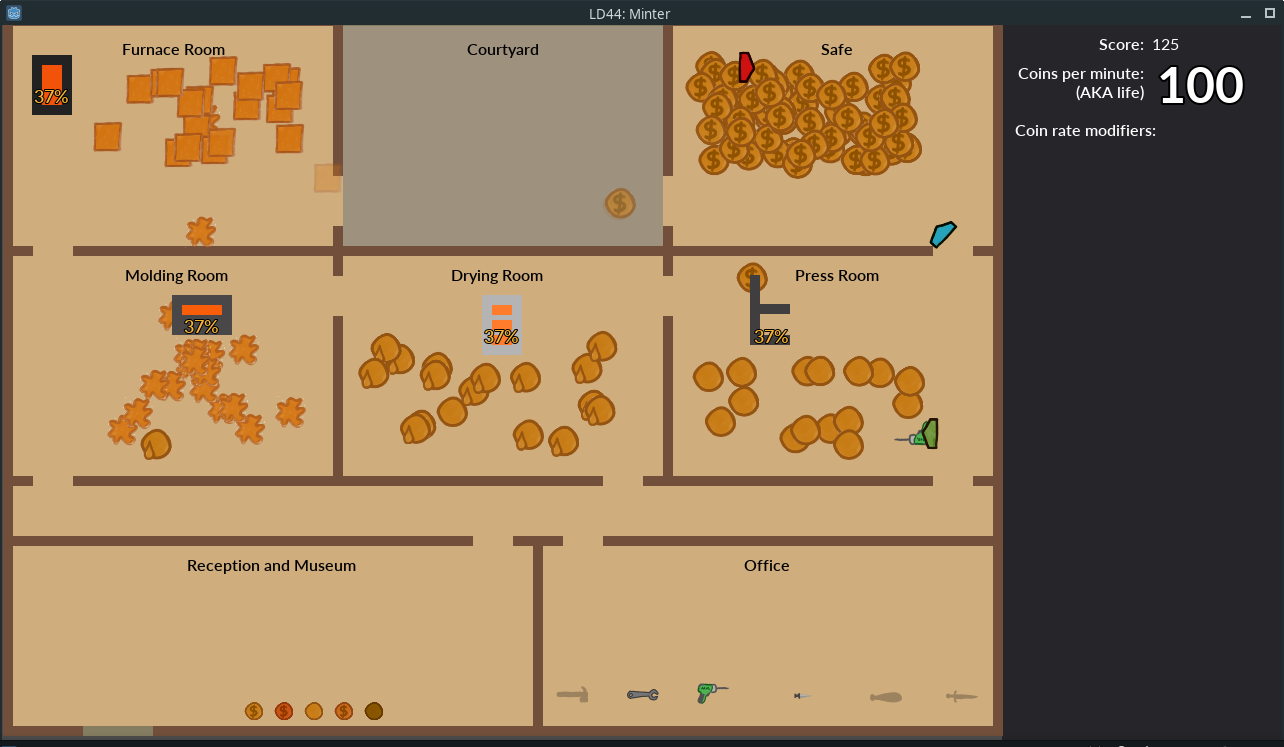 LD44: Minter
Furnace Room
Courtyard
Safe
Score: 125
Coins per minute:
(AKA life)
100
Coin rate modifiers:
37%
Molding Room
Drying Room
Press Room
37%
37%
37%
Reception and Museum
Office